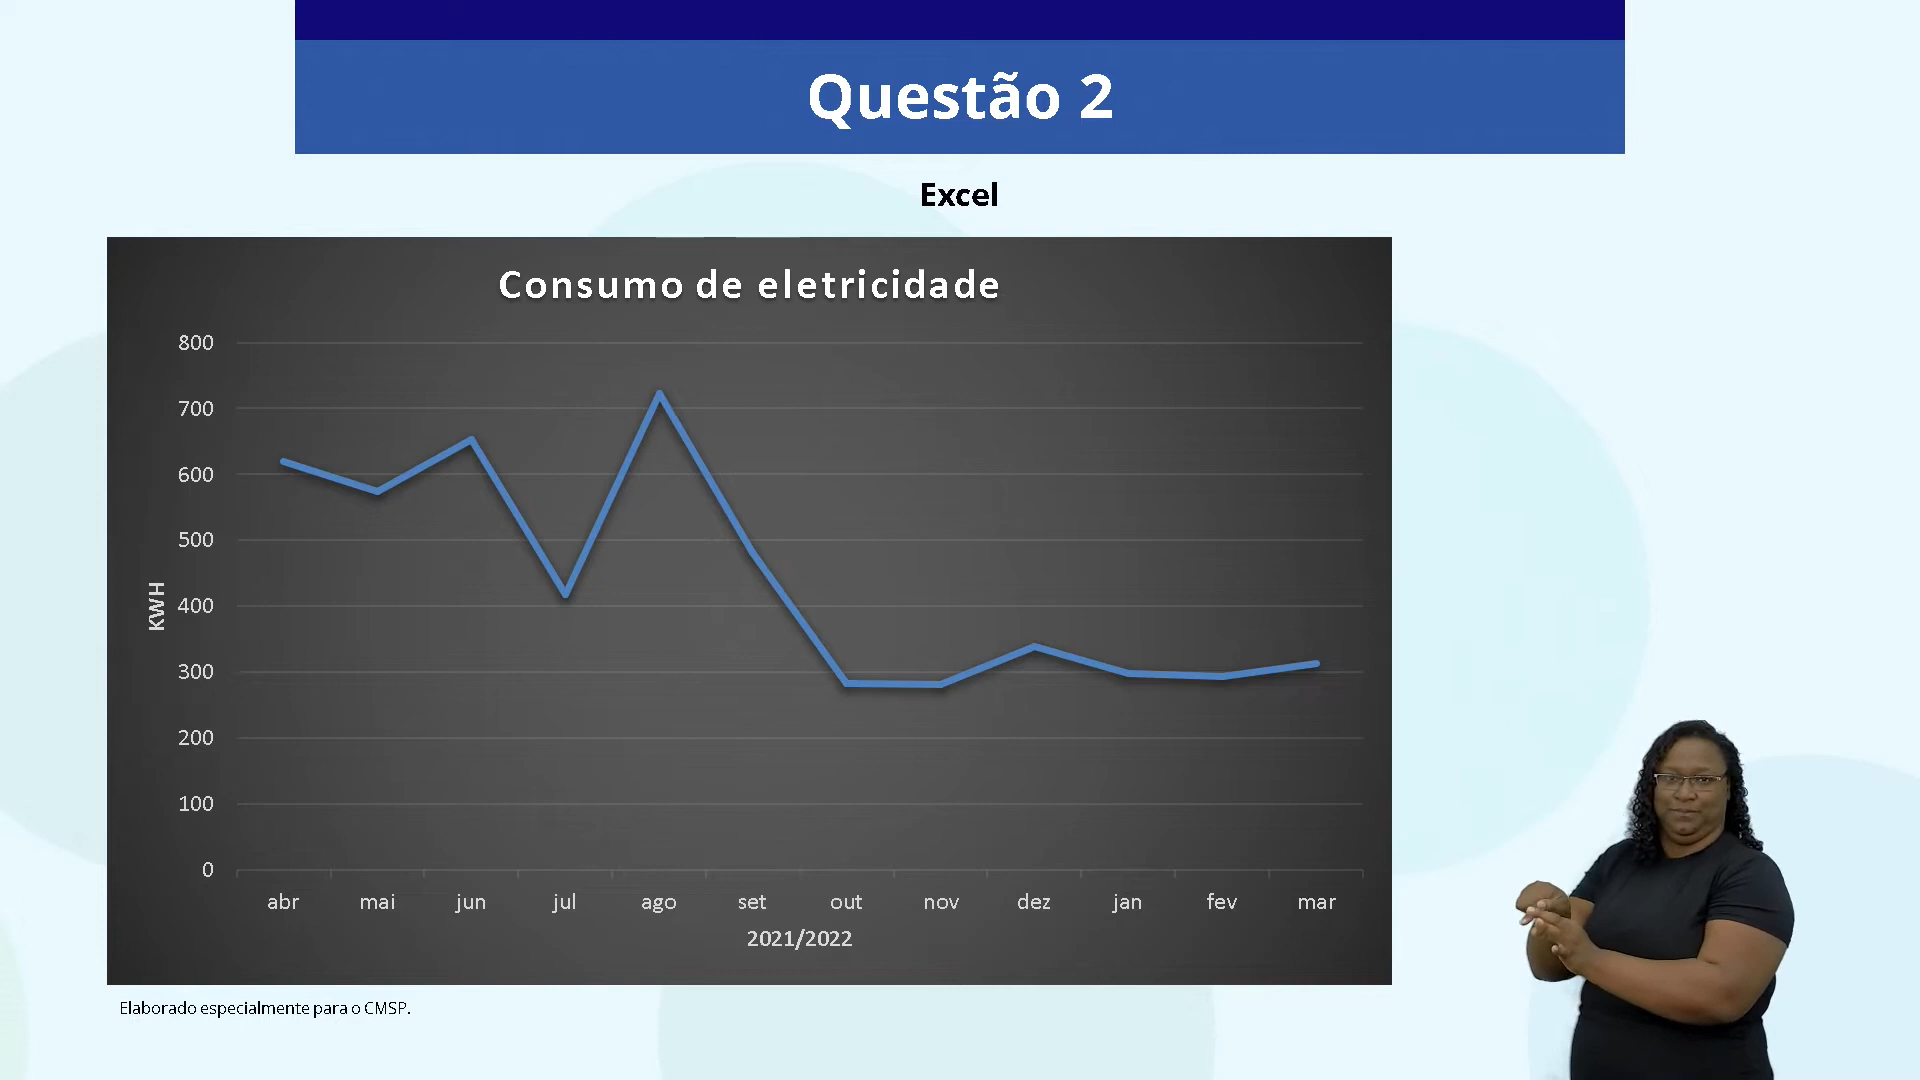 Questão 2
Excel
Consumo de eletricidade
800
700
600
500
400
300
200
100
0
KWH
abr mai jun jul ago set out nov dez jan fev mar
2021/2022
Elaborado especialmente para o CMSP.